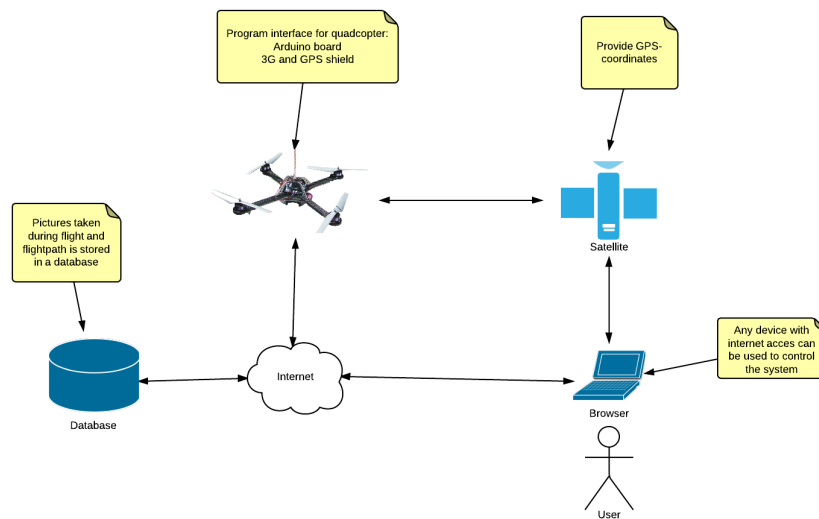 Program interface for quadcopter:
Arduino board
3G and GPS shield
Provide GPS-
coordinates
Pictures taken
during flight and
flightpath is stored
in a database
Satellite
Any device with
internet acces can
be used to control
the system
Internet
Database
Browser
User